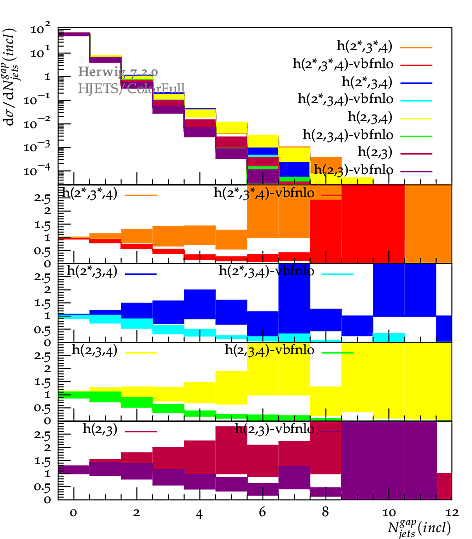 10^2
10^1
1
10^−1
10^−2
10^−3
10^−4
dσ/dN^gap_jets(incl)
Herwig 7.2.0
HJETS/ ColorFull
h(2*,3*,4)
h(2*,3*,4)-vbfnlo
h(2*,3,4)
h(2*,3,4)-vbfnlo
h(2,3,4)
h(2,3,4)-vbfnlo
h(2,3)
h(2,3)-vbfnlo
h(2*,3*,4) h(2*,3*,4)-vbfnlo
2.5
2
1.5
1
0.5
0
h(2*,3,4) h(2*,3,4)-vbfnlo
2.5
2
1.5
1
0.5
0
h(2,3,4) h(2,3,4)-vbfnlo
2.5
2
1.5
1
0.5
0
h(2,3) h(2,3)-vbfnlo
2.5
2
1.5
1
0.5
0
0 2 4 6 8 10 12
N^gap_jets(incl)